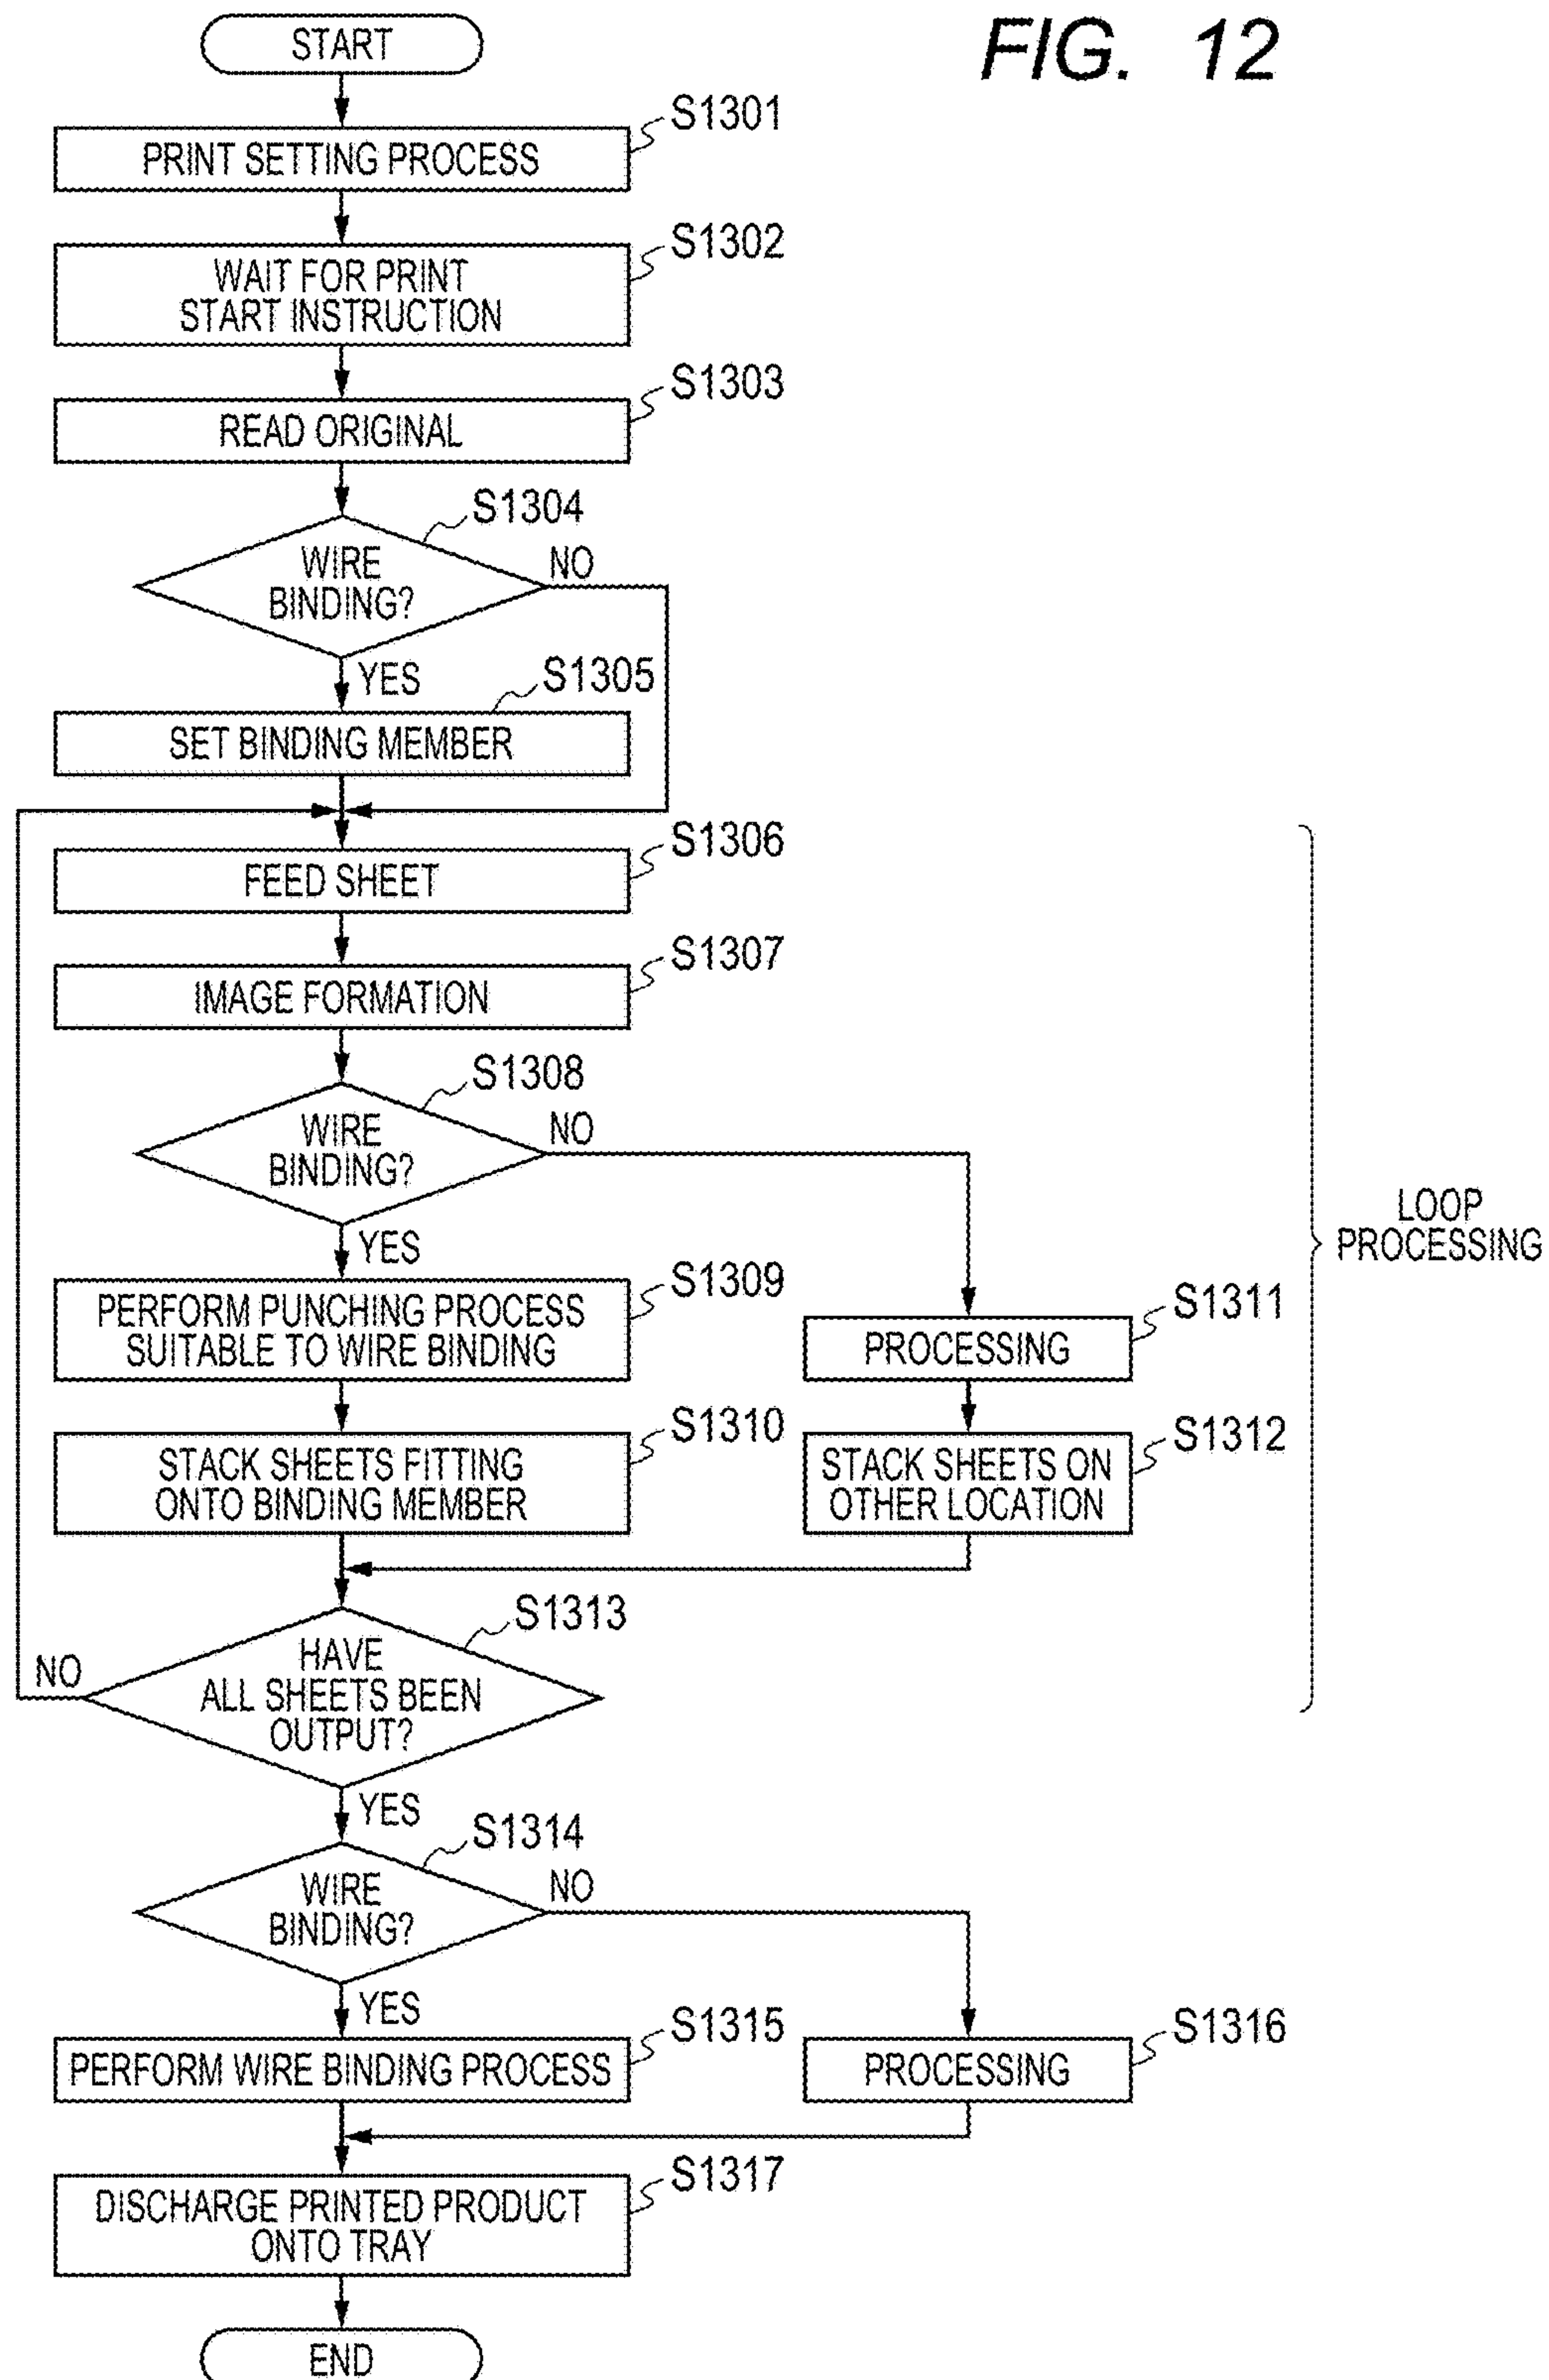 FIG. 12
START
S1301
PRINT SETTING PROCESS
S1302
WAIT FOR PRINT
START INSTRUCTION
S1303
READ ORIGINAL
S1304
WIRE
BINDING?
NO
YES
S1305
SET BINDING MEMBER
S1306
FEED SHEET
S1307
IMAGE FORMATION
S1308
WIRE
BINDING?
NO
YES
S1309
PERFORM PUNCHING PROCESS
SUITABLE TO WIRE BINDING
S1311
PROCESSING
LOOP
PROCESSING
S1310
STACK SHEETS FITTING
ONTO BINDING MEMBER
S1312
STACK SHEETS ON
OTHER LOCATION
S1313
HAVE
ALL SHEETS BEEN
OUTPUT?
NO
YES
S1314
WIRE
BINDING?
NO
YES
S1315
PERFORM WIRE BINDING PROCESS
S1316
PROCESSING
S1317
DISCHARGE PRINTED PRODUCT
ONTO TRAY
END